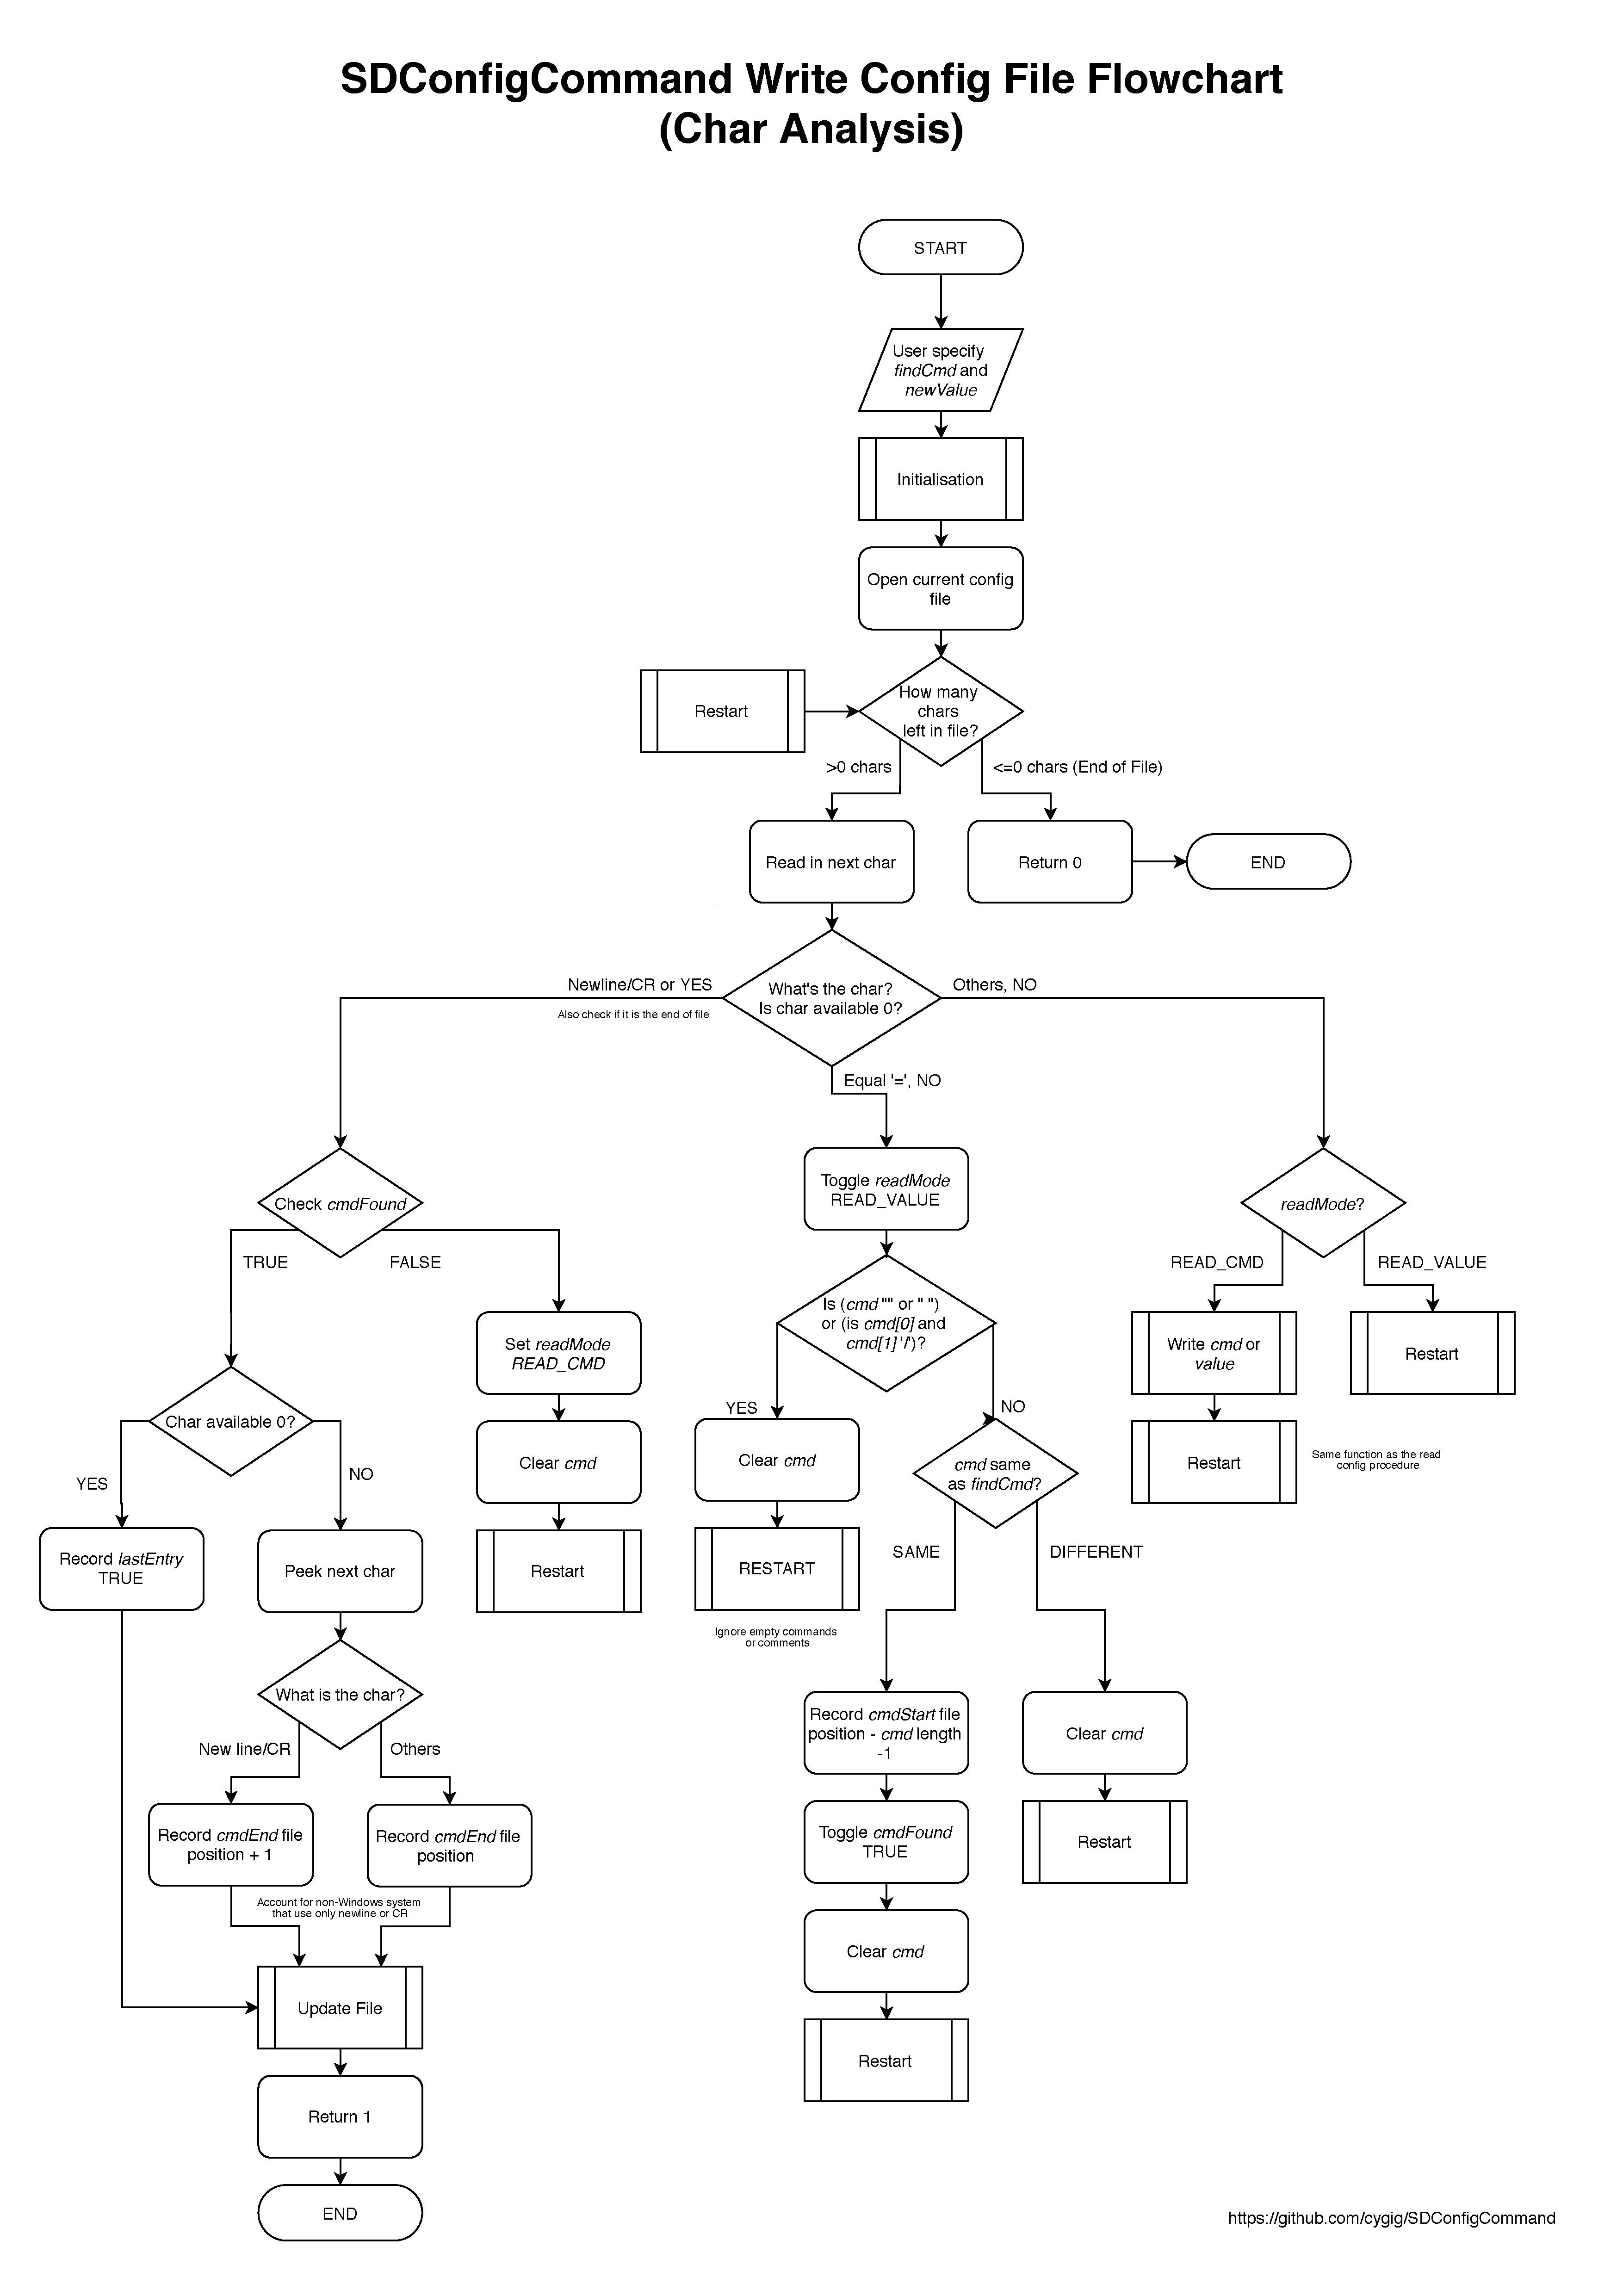 SDConfigCommand Write Config File Flowchart
(Char Analysis)
START
User specify
findCmd and
newValue
Initialisation
Open current config
file
Restart
How many
chars
left in file?
>0 chars
<=0 chars (End of File)
Read in next char
Return 0
END
Newline/CR or YES
Also check if it is the end of file
What's the char?
Is char available 0?
Others, NO
Equal '=', NO
Check cmdFound
TRUE
FALSE
Toggle readMode
READ_VALUE
readMode?
READ_CMD
READ_VALUE
Set readMode
READ_CMD
Is (cmd "" or " ")
or (is cmd[0] and
cmd[1] '/')?
Write cmd or
value
Restart
Char available 0?
YES
NO
Clear cmd
YES
NO
Clear cmd
cmd same
as findCmd?
Restart
Same function as the read
config procedure
Record lastEntry
TRUE
Peek next char
Restart
RESTART
Ignore empty commands
or comments
SAME
DIFFERENT
What is the char?
New line/CR
Others
Record cmdStart file
position - cmd length
-1
Clear cmd
Record cmdEnd file
position + 1
Record cmdEnd file
position
Account for non-Windows system
that use only newline or CR
Toggle cmdFound
TRUE
Restart
Clear cmd
Update File
Restart
Return 1
END
https://github.com/cygig/SDConfigCommand